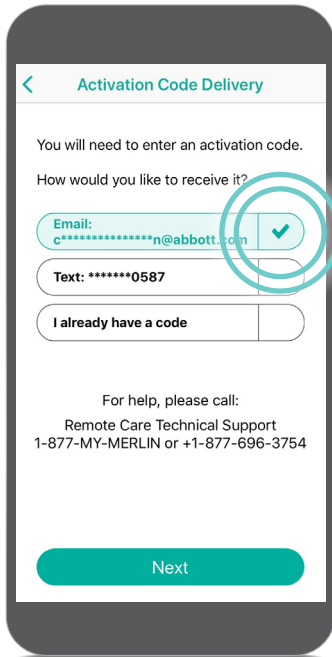 Activation Code Delivery
You will need to enter an activation code.
How would you like to receive it?
Email:
c***************n@abbott.com
Text: *******0587
I already have a code
For help, please call:
Remote Care Technical Support
1-877-MY-MERLIN or +1-877-696-3754
Next